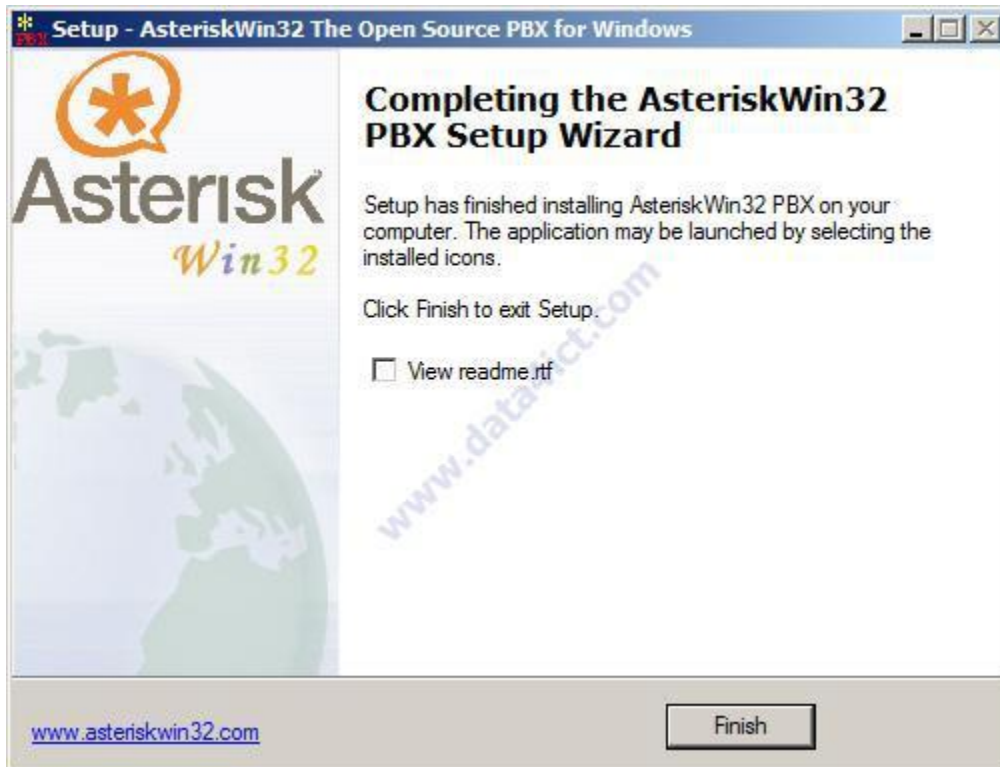 Setup - AsteriskWin32 The Open Source PBX for Windows
Asterisk
Win32
Completing the AsteriskWin32
PBX Setup Wizard
Setup has finished installing AsteriskWin32 PBX on your
computer. The application may be launched by selecting the
installed icons.
Click Finish to exit Setup.
View readme.rtf
www.data4ict.com
www.asteriskwin32.com
Finish